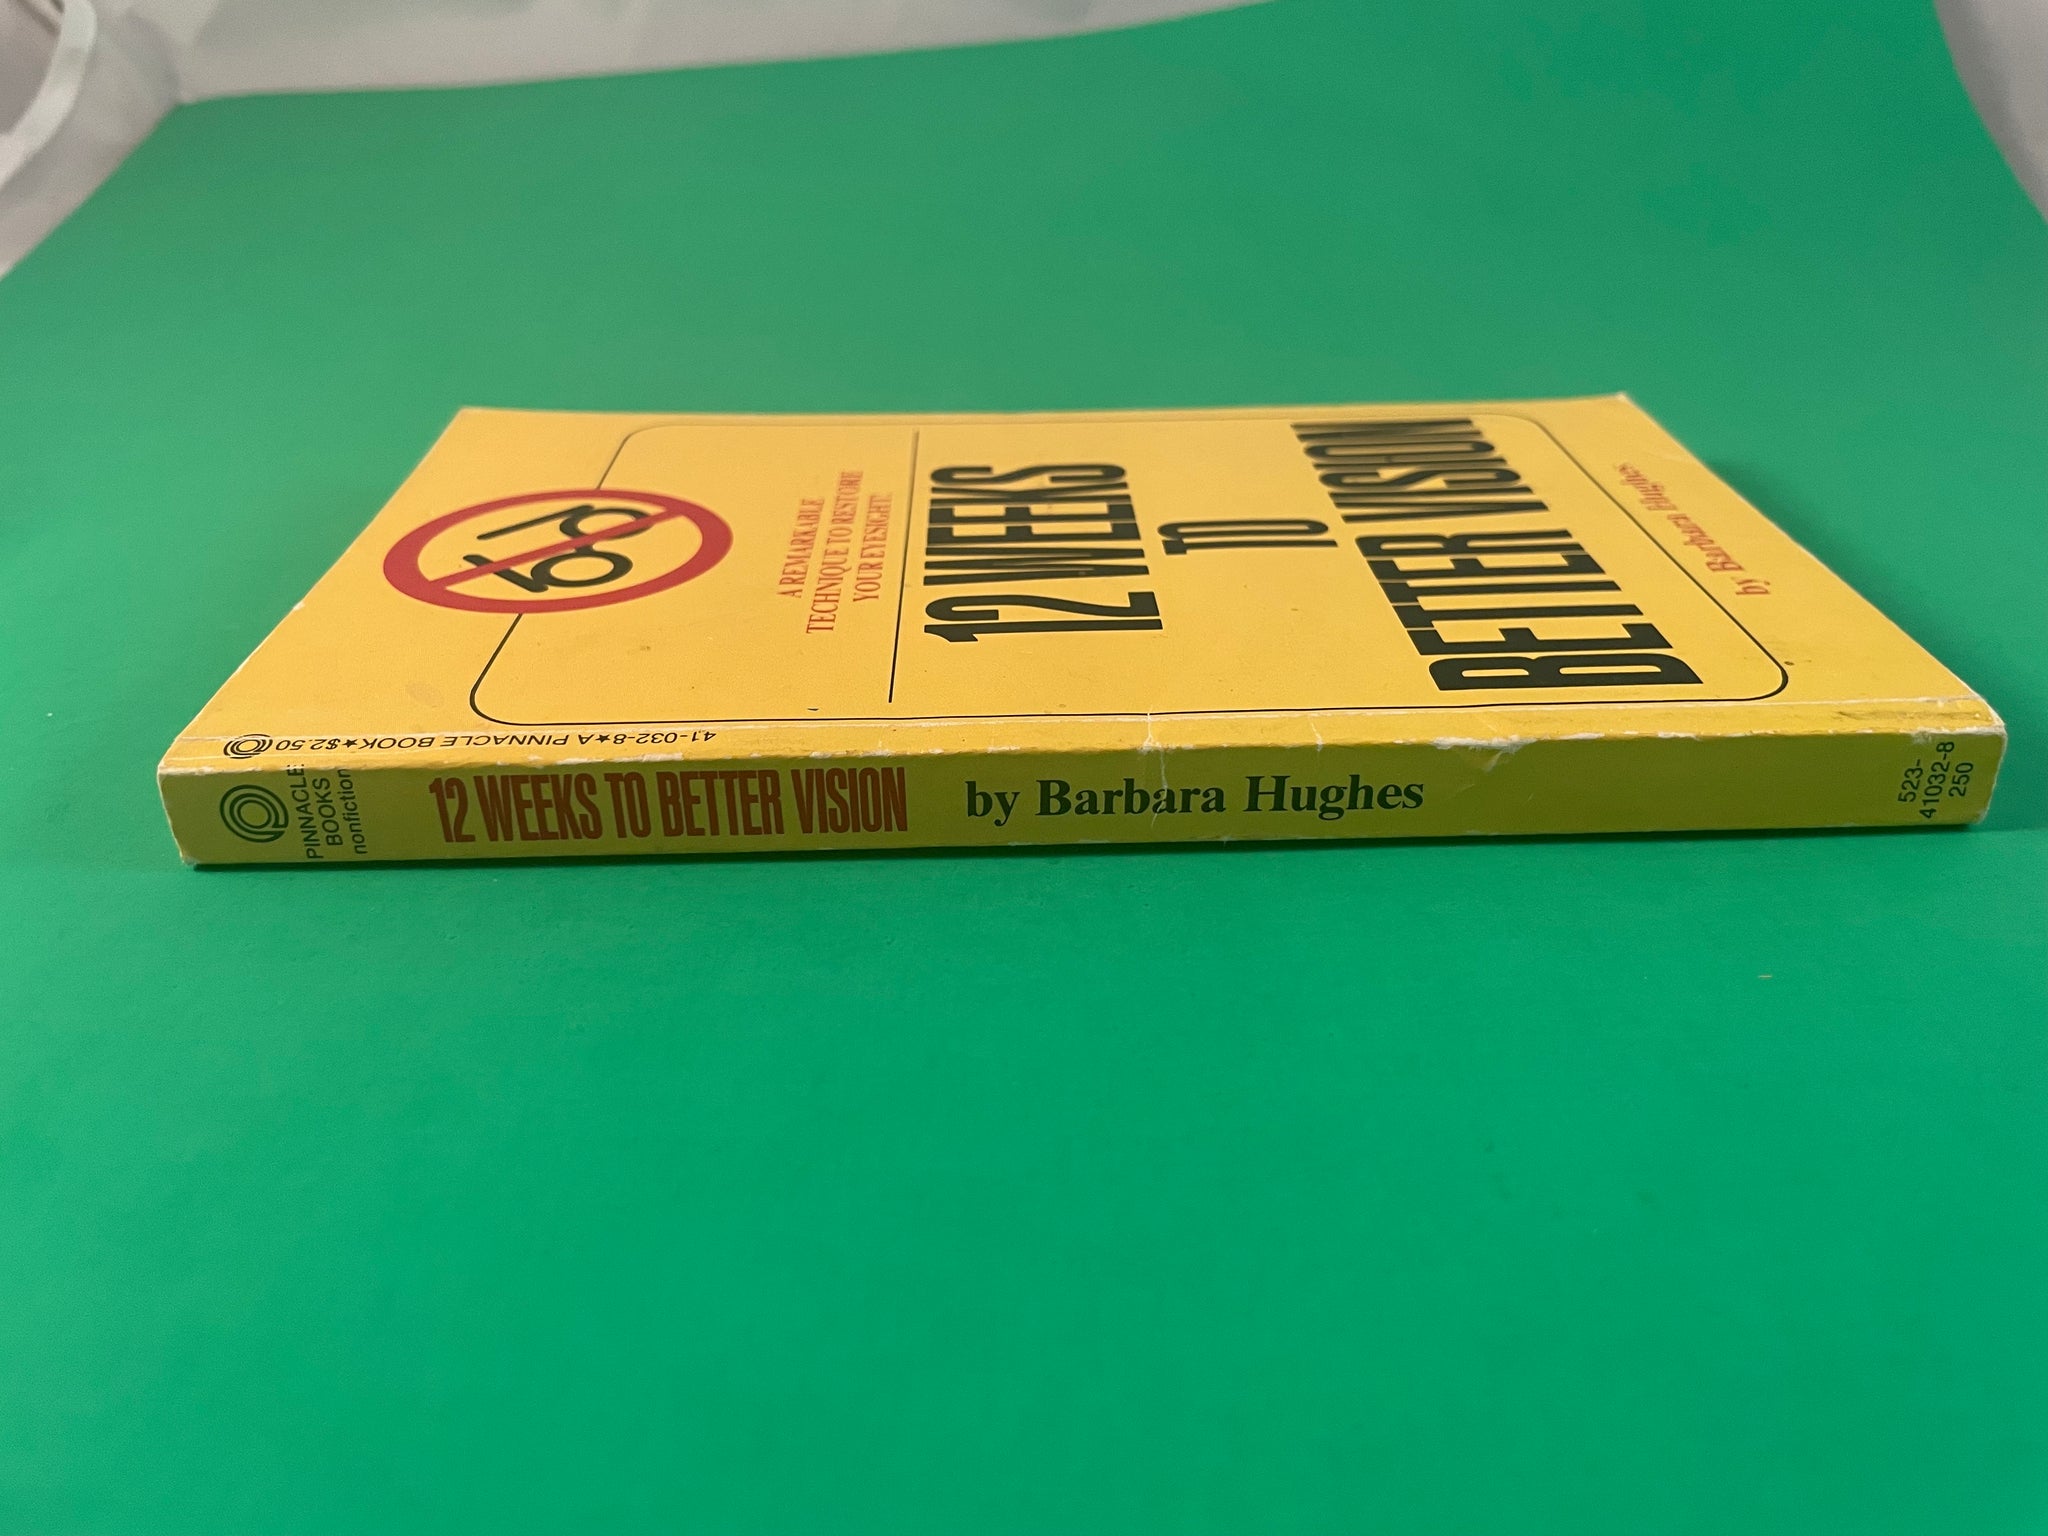 A REMARKABLE
TECHNIQUE TO RESTORE
YOUR EYESIGHT.
12 WEEKS
TO
BETTER VISION
by Barbara Hughes
41-032-8★A PINNACLE BOOK★$2.50
PINNACLE
BOOKS
nonfiction
12 WEEKS TO BETTER VISION
by Barbara Hughes
523-
41032-8
250